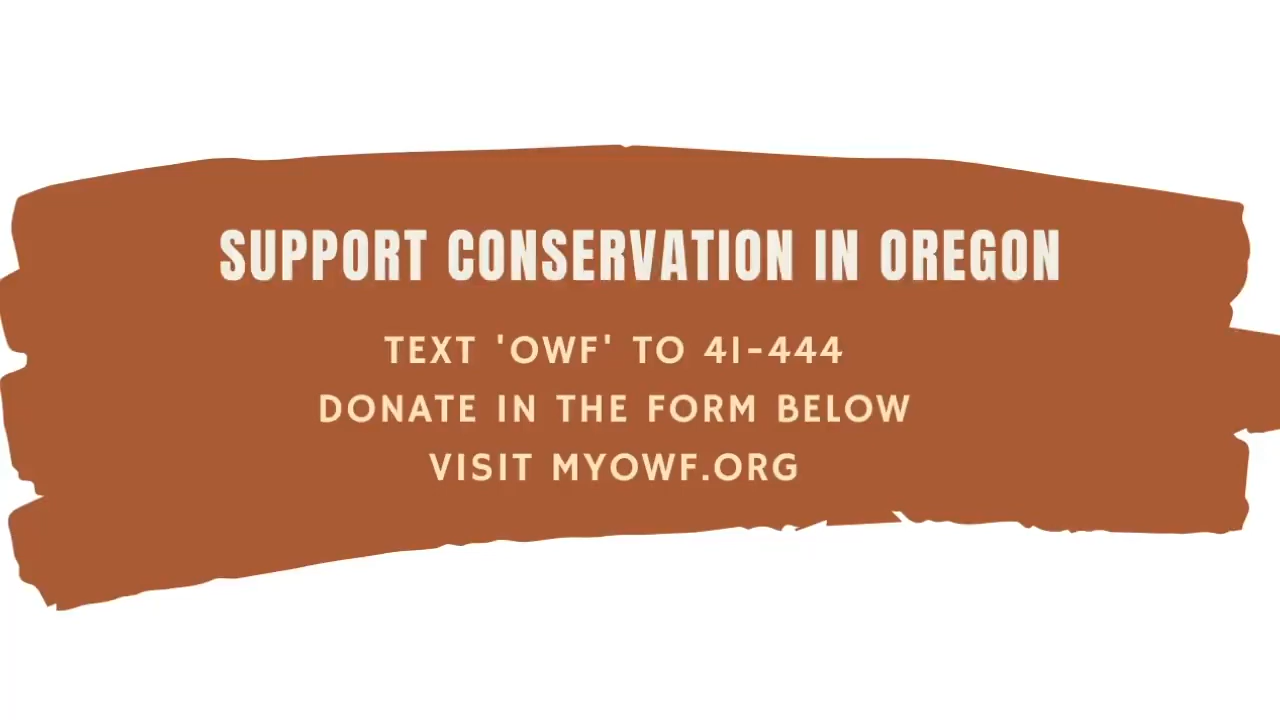 SUPPORT CONSERVATION IN OREGON
TEXT 'OWF' TO 41-444
DONATE IN THE FORM BELOW
VISIT MYOWF.ORG